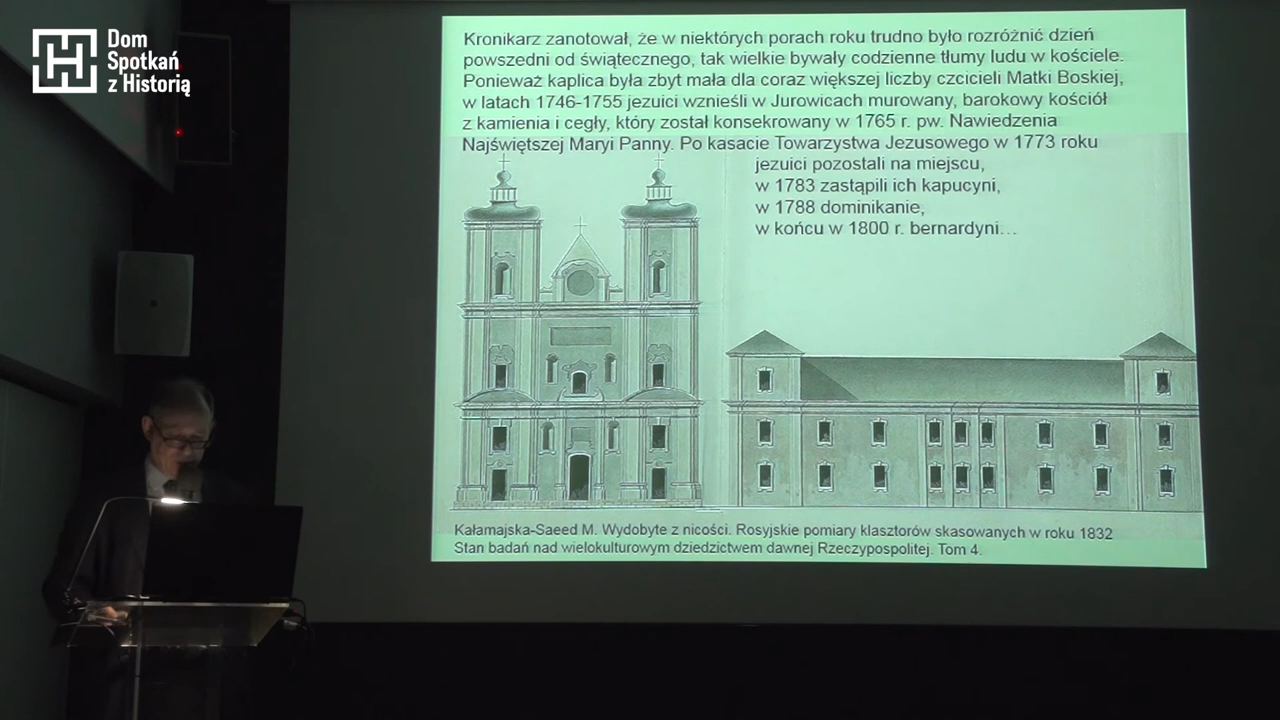 Dom
Spotkań
z Historią
Kronikarz zanotował, że w niektórych porach roku trudno było rozróżnić dzień
powszedni od świątecznego, tak wielkie bywały codzienne tłumy ludu w kościele.
Ponieważ kaplica była zbyt mała dla coraz większej liczby czcicieli Matki Boskiej,
w latach 1746-1755 jezuici wznieśli w Jurowicach murowany, barokowy kościół
z kamienia i cegły, który został konsekrowany w 1765 r. pw. Nawiedzenia
Najświętszej Maryi Panny. Po kasacie Towarzystwa Jezusowego w 1773 roku
jezuici pozostali na miejscu,
w 1783 zastąpili ich kapucyni,
w 1788 dominikanie,
w końcu w 1800 r. bernardyni...
Kałamajska-Saeed M. Wydobyte z nicości. Rosyjskie pomiary klasztorów skasowanych w roku 1832
Stan badań nad wielokulturowym dziedzictwem dawnej Rzeczypospolitej. Tom 4.